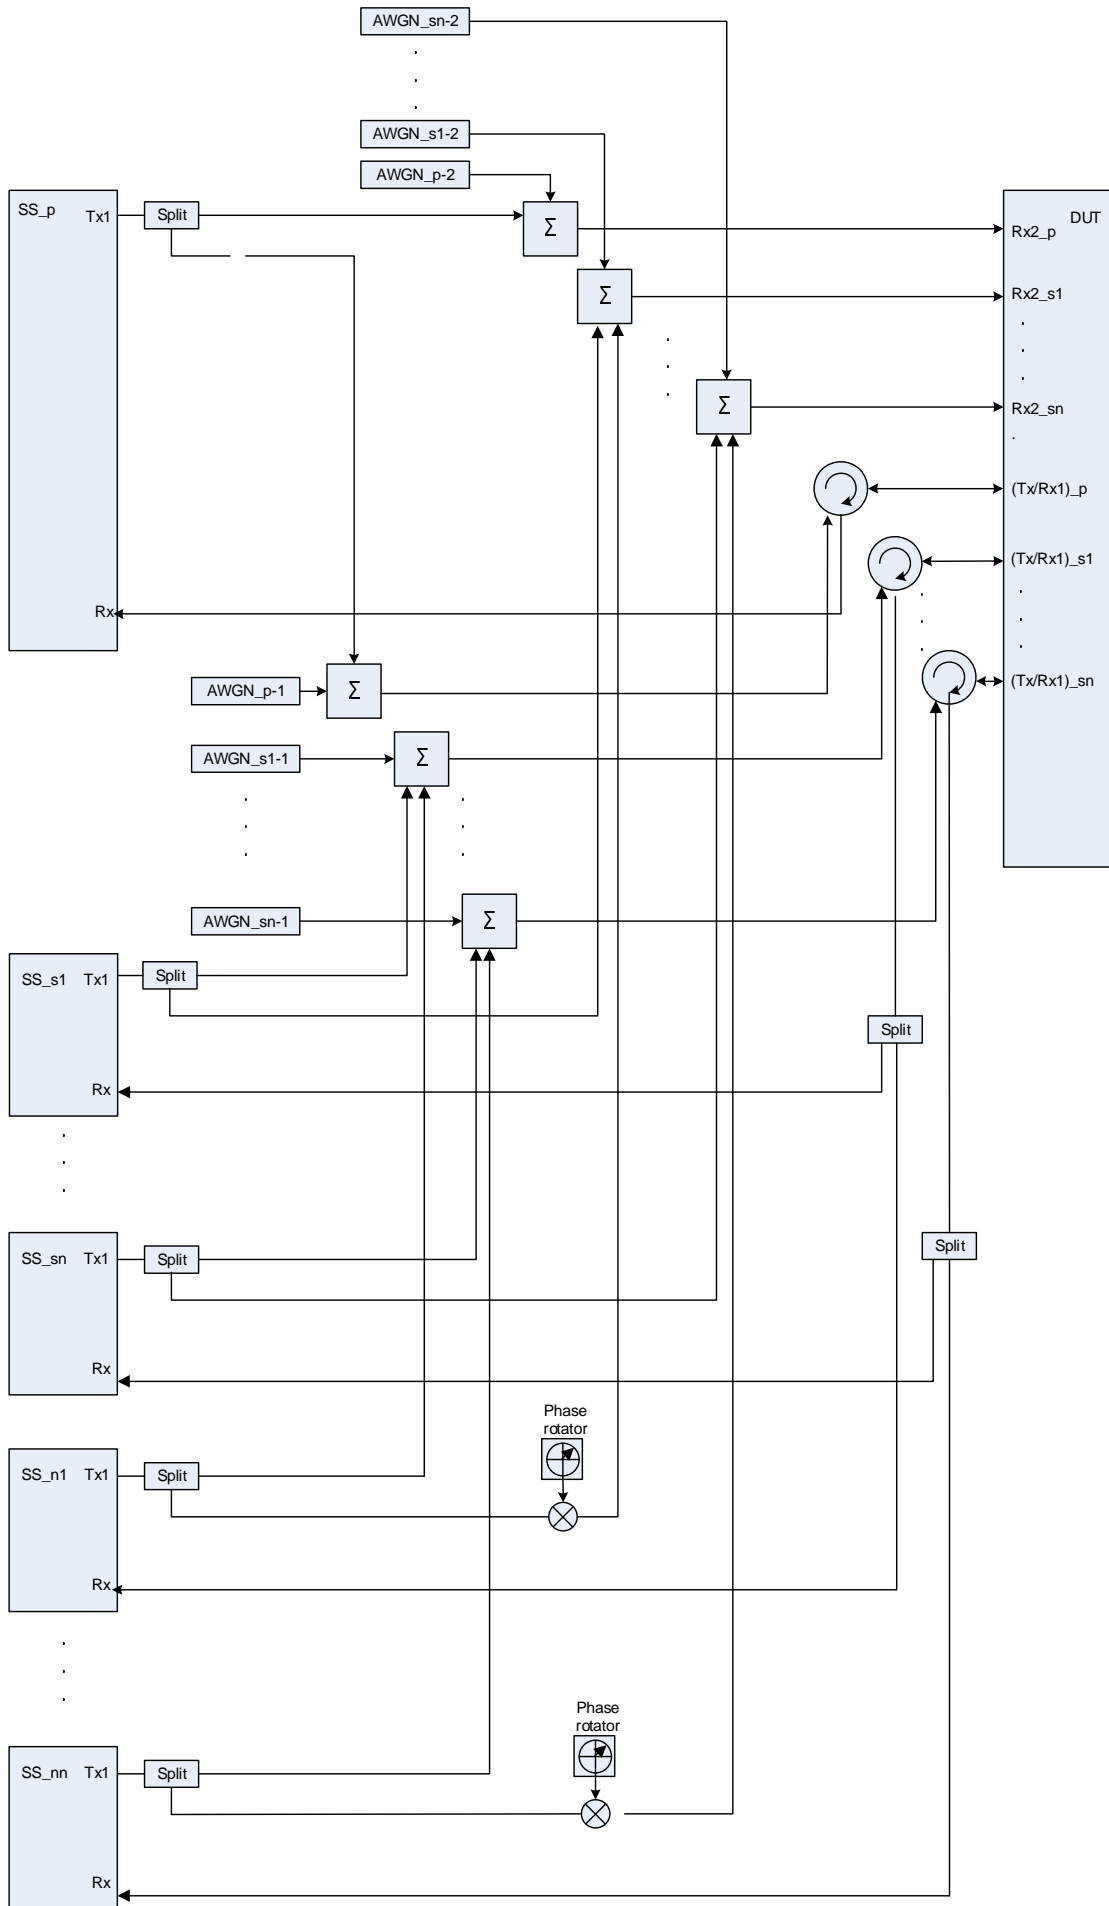 AWGN_sn-2
AWGN_s1-2
AWGN_p-2
SS_p
Tx1
Split
Σ
DUT
Rx2_p
Σ
Rx2_s1
Σ
Rx2_sn
(Tx/Rx1)_p
(Tx/Rx1)_s1
Rx
AWGN_p-1
Σ
(Tx/Rx1)_sn
AWGN_s1-1
Σ
AWGN_sn-1
Σ
SS_s1
Tx1
Split
Split
Rx
SS_sn
Tx1
Split
Split
Rx
Phase
rotator
SS_n1
Tx1
Split
Rx
Phase
rotator
SS_nn
Tx1
Split
Rx